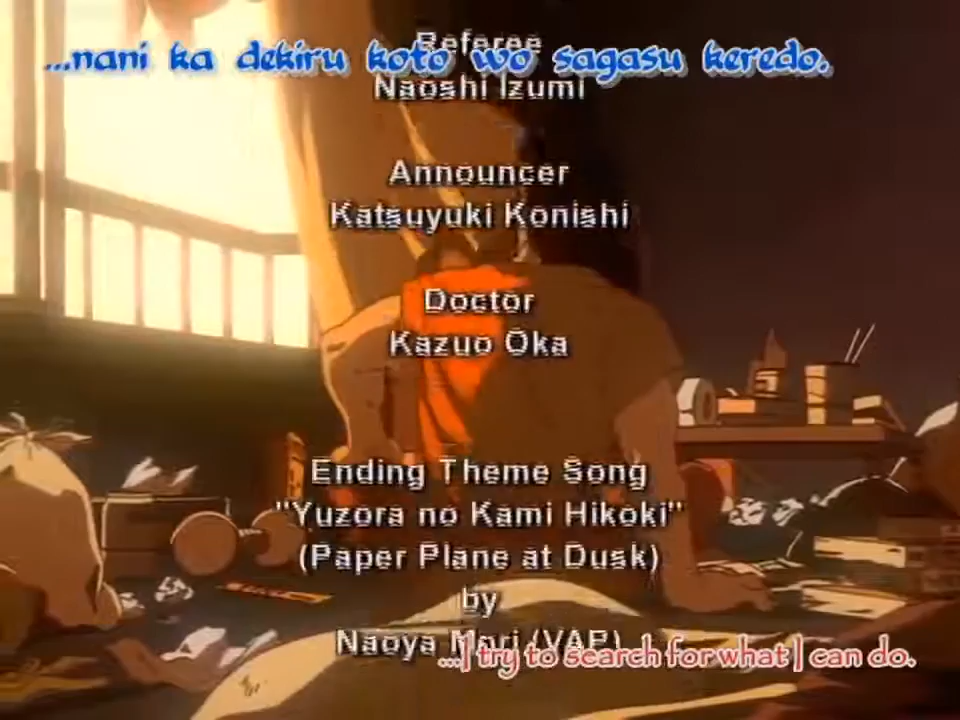 Referee
...nani ka dekiru koto wo sagasu keredo.
Naoshi Izumi
Announcer
Katsuyuki Konishi
Doctor
Kazuo Oka
Ending Theme Song
"Yuzora no Kami Hikoki"
(Paper Plane at Dusk)
by
Naoya Mori (VAP)
...I try to search for what I can do.